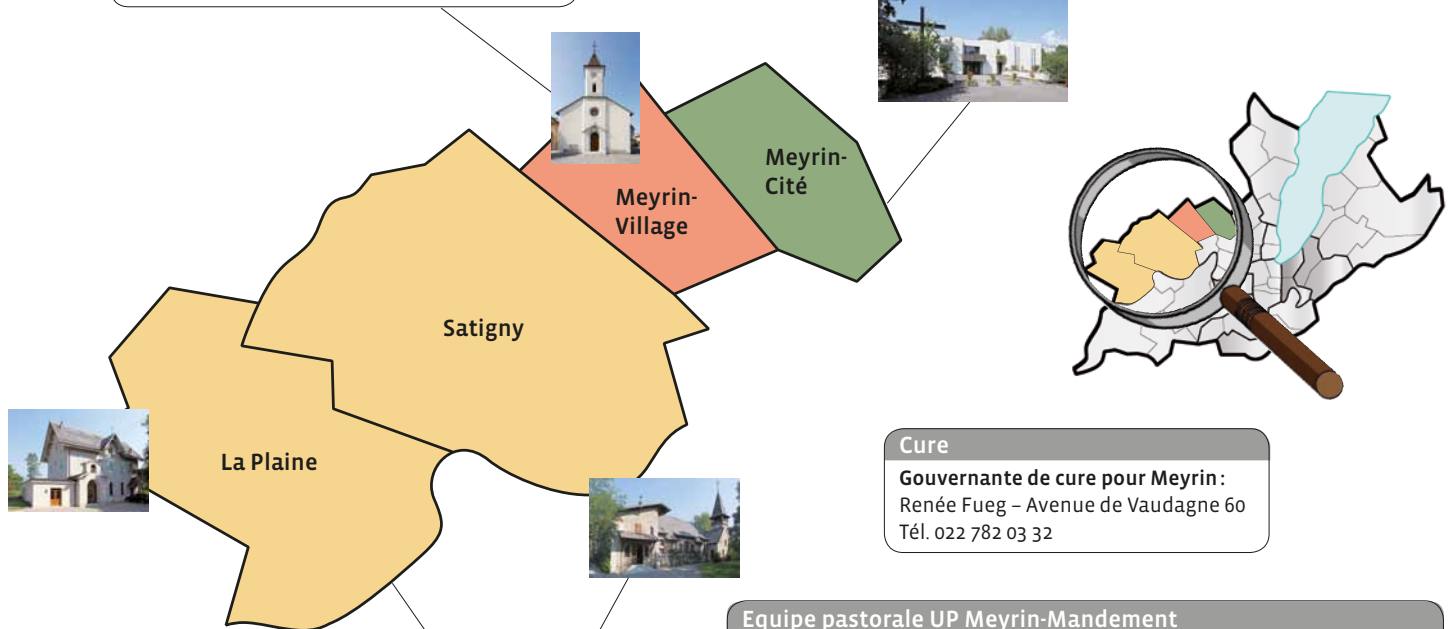 Meyrin-
Cité
Meyrin-
Village
Satigny
La Plaine
Cure
Gouvernante de cure pour Meyrin :
Renée Fueg – Avenue de Vaudagne 60
Tél. 022 782 03 32
Equipe pastorale UP Meyrin-Mandement